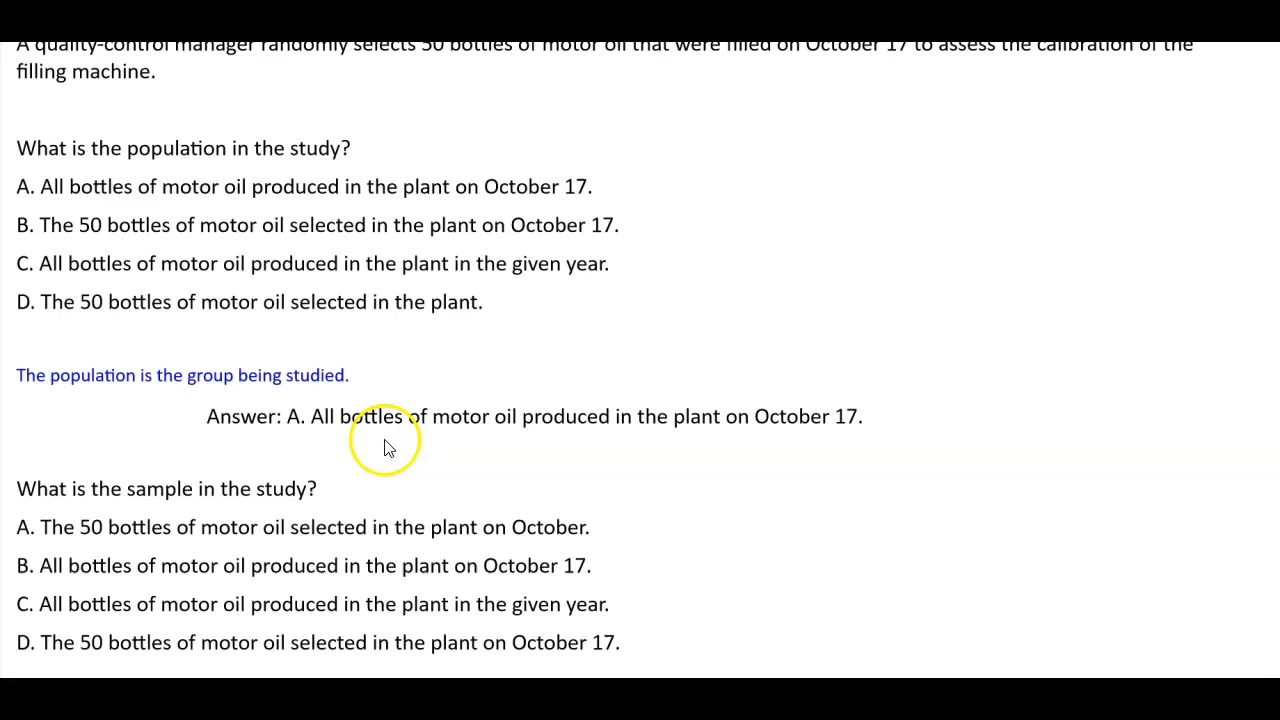 A quality-control manager randomly selects 50 bottles of motor oil that were filled on October 17 to assess the calibration of the
filling machine.
What is the population in the study?
A. All bottles of motor oil produced in the plant on October 17.
B. The 50 bottles of motor oil selected in the plant on October 17.
C. All bottles of motor oil produced in the plant in the given year.
D. The 50 bottles of motor oil selected in the plant.
The population is the group being studied.
Answer: A. All bottles of motor oil produced in the plant on October 17.
What is the sample in the study?
A. The 50 bottles of motor oil selected in the plant on October.
B. All bottles of motor oil produced in the plant on October 17.
C. All bottles of motor oil produced in the plant in the given year.
D. The 50 bottles of motor oil selected in the plant on October 17.